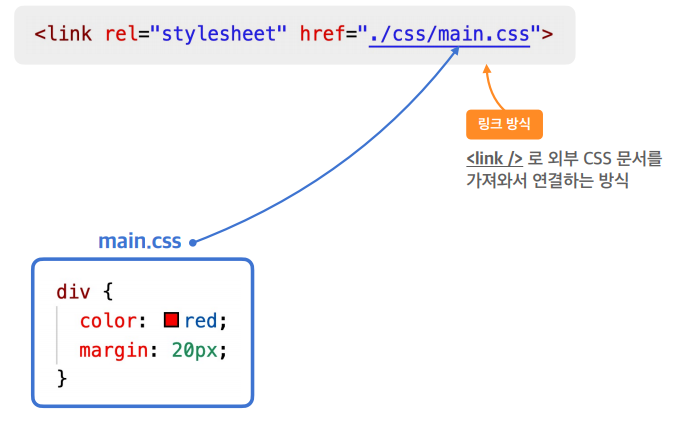 <link rel="stylesheet" href="./css/main.css">
링크 방식
<link /> 로 외부 CSS 문서를
가져와서 연결하는 방식
main.css
div {
color: red;
margin: 20px;
}